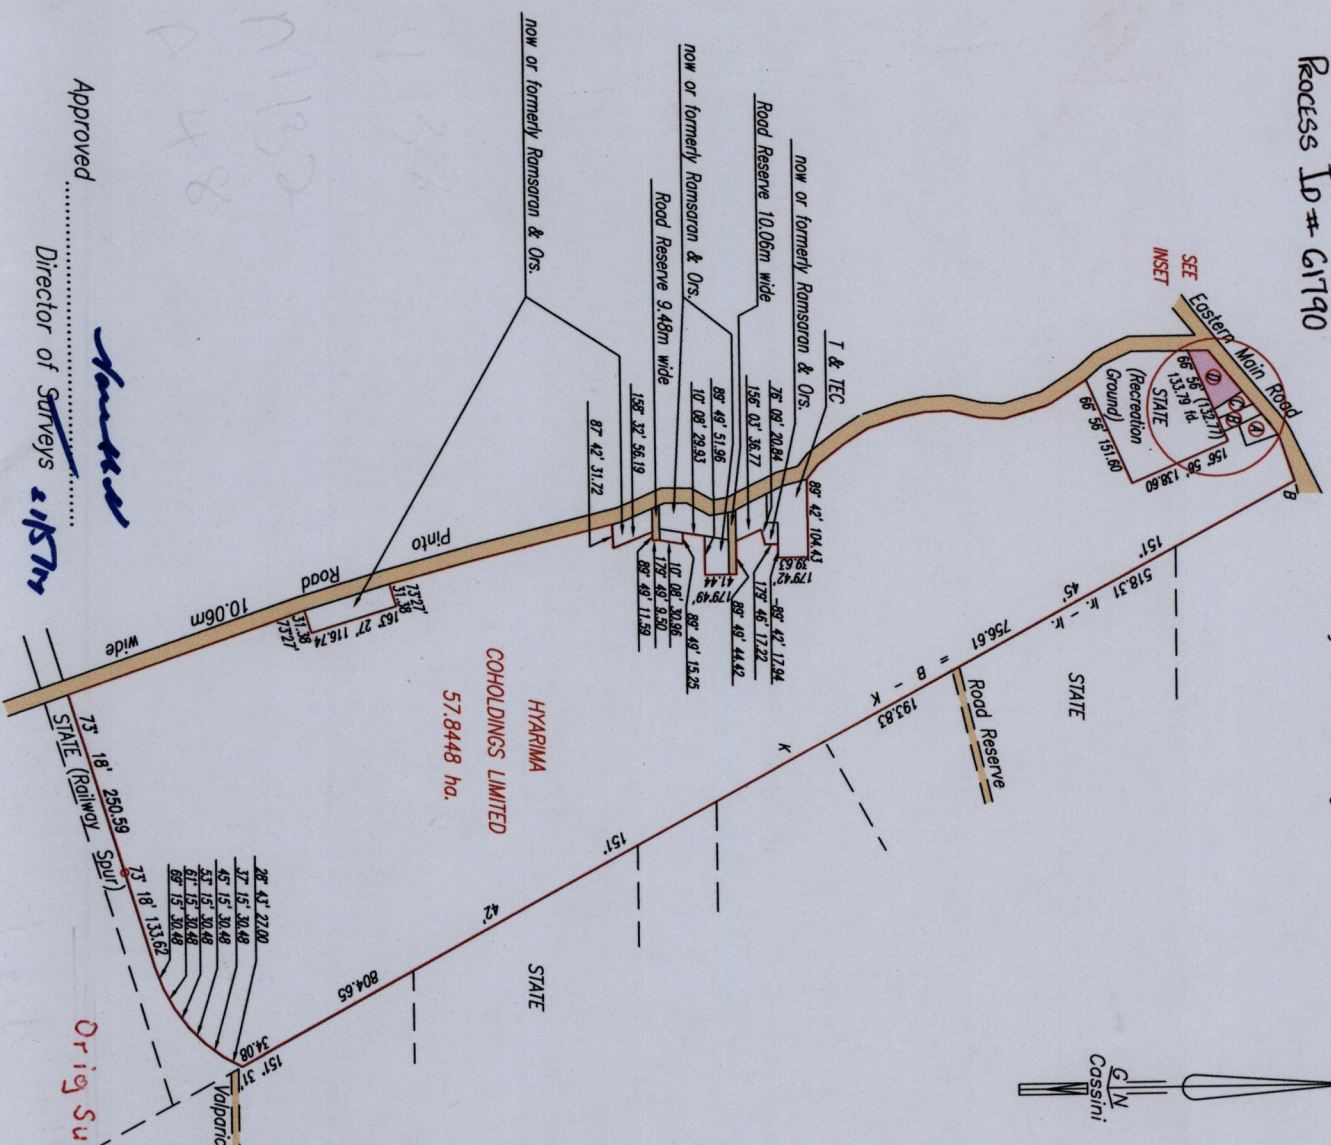 PROCESS ID # 61790
SEE
INSET
Eastern Main Road
A
B
C
D
66° 56' (132.77)
133.79 td.
STATE
(Recreation
Ground)
66° 56' 151.60
156° 56' 138.60
B
151°
45'
518.31 Ir. - Ir.
756.61
= B - K
193.83
K
STATE
Road Reserve
T & TEC
now or formerly Ramsaran & Ors.
Road Reserve 10.06m wide
now or formerly Ramsaran & Ors.
Road Reserve 9.48m wide
now or formerly Ramsaran & Ors.
76° 09' 20.84
156° 03' 36.77
89° 49' 51.96
10° 08' 29.93
158° 32' 56.19
87° 42' 31.72
89° 42' 104.43
179° 42'
39.63
89° 42' 17.94
179° 46' 17.22
89° 49' 44.42
179° 49'
41.44
89° 49' 15.25
10° 08' 30.96
179° 49' 9.50
89° 49' 11.59
Pinto
Road
10.06m
wide
73° 27'
31.38
163° 27' 116.74
31.38
73° 27'
HYARIMA
COHOLDINGS LIMITED
57.8448 ha.
151°
42'
804.65
STATE
73° 18' 250.59
73° 18' 133.62
STATE (Railway Spur)
28° 43' 27.00
37° 15' 30.48
45° 15' 30.48
53° 15' 30.48
61° 15' 30.48
69° 15' 30.48
34.08
151° 31'
Valparic
G N
Cassini
Approved
Director of Surveys
Orig Su